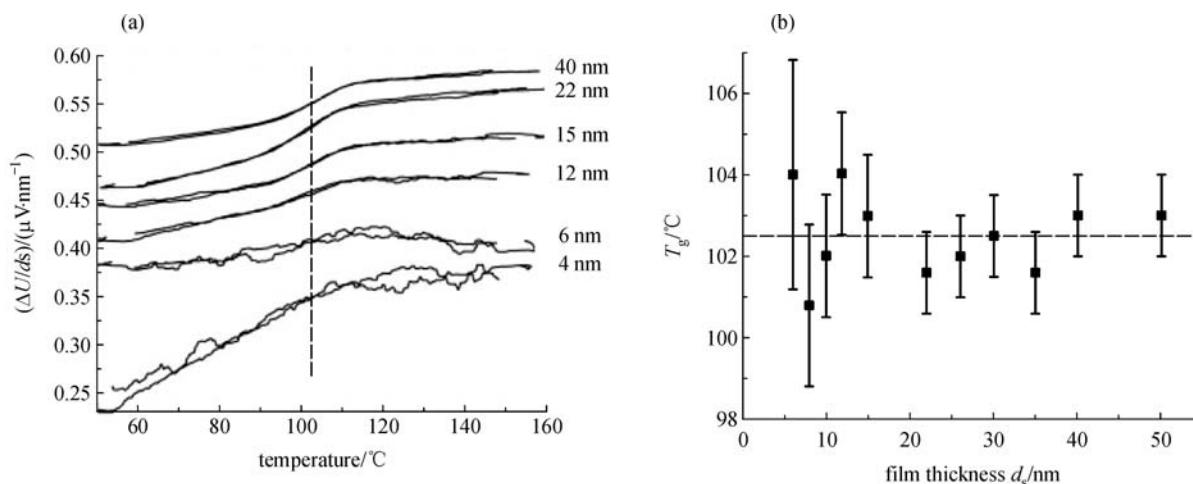 (a)
0.60
0.55
0.50
0.45
0.40
0.35
0.30
0.25
(ΔU/ds)/(μV·nm⁻¹)
40 nm
22 nm
15 nm
12 nm
6 nm
4 nm
60 80 100 120 140 160
temperature/℃
(b)
106
104
102
100
98
Tg/℃
0 10 20 30 40 50
film thickness ds/nm